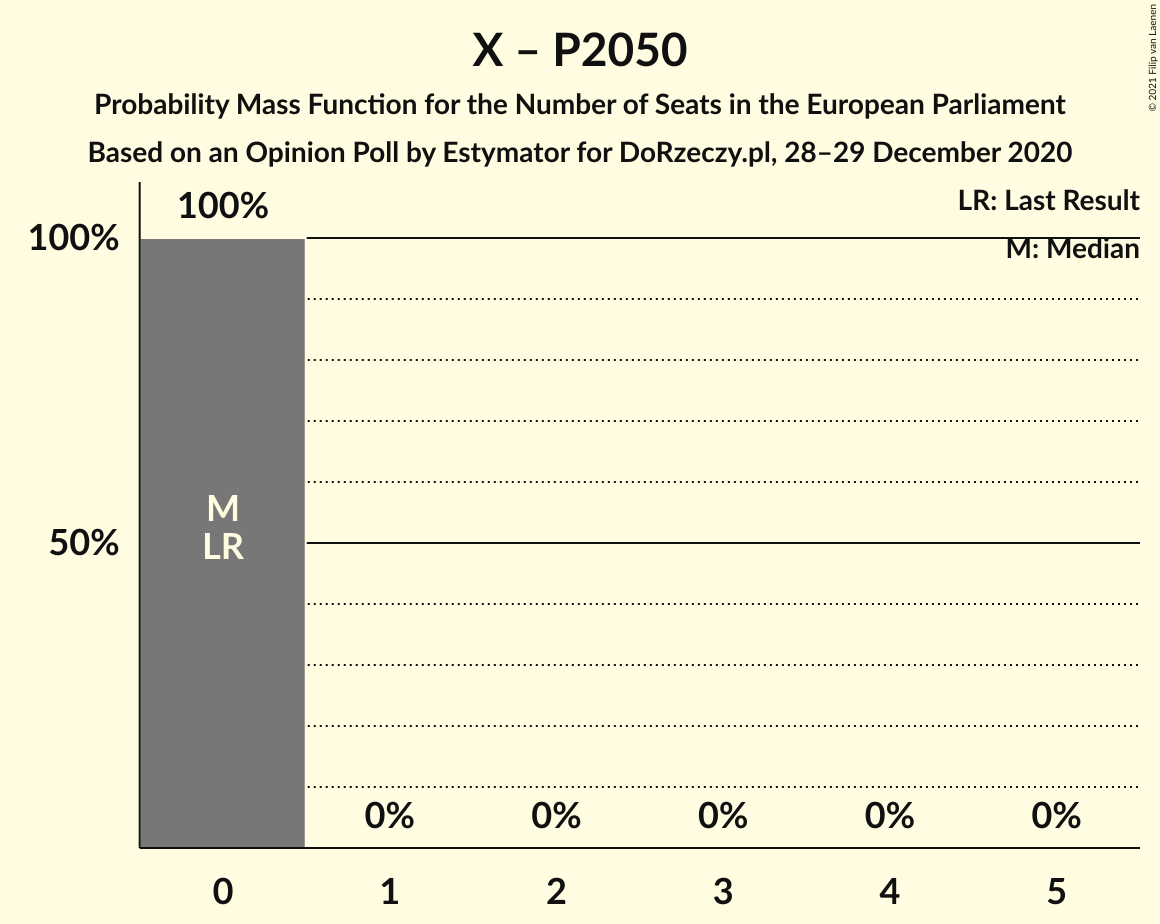 X – P2050
Probability Mass Function for the Number of Seats in the European Parliament
Based on an Opinion Poll by Estymator for DoRzeczy.pl, 28–29 December 2020
© 2021 Filip van Laenen
LR: Last Result
M: Median
100%
100%
50%
M
LR
0% 0% 0% 0% 0%
0 1 2 3 4 5